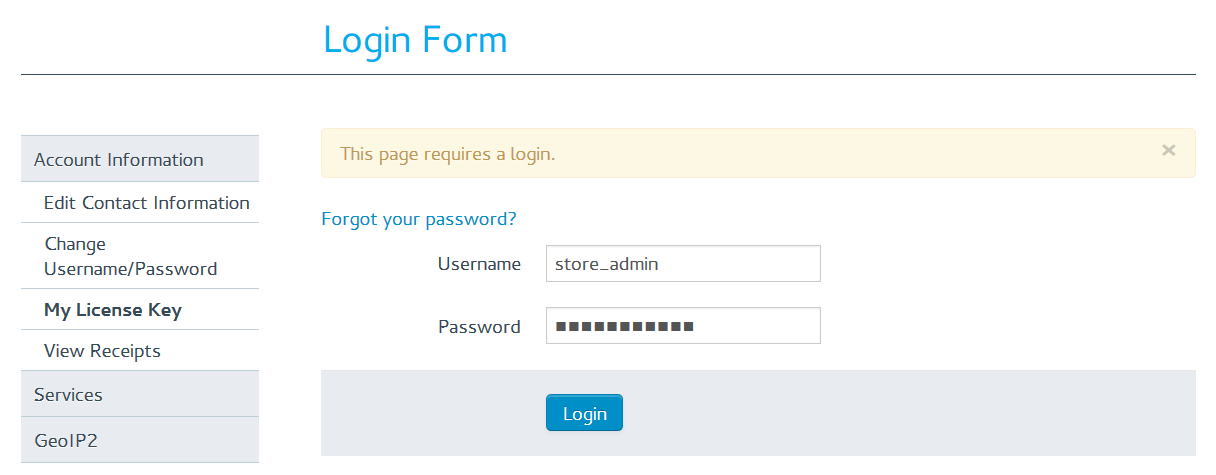 Login Form
Account Information
Edit Contact Information
Change
Username/Password
My License Key
View Receipts
Services
GeoIP2
This page requires a login.
×
Forgot your password?
Username
store_admin
Password
■■■■■■■■■■■
Login